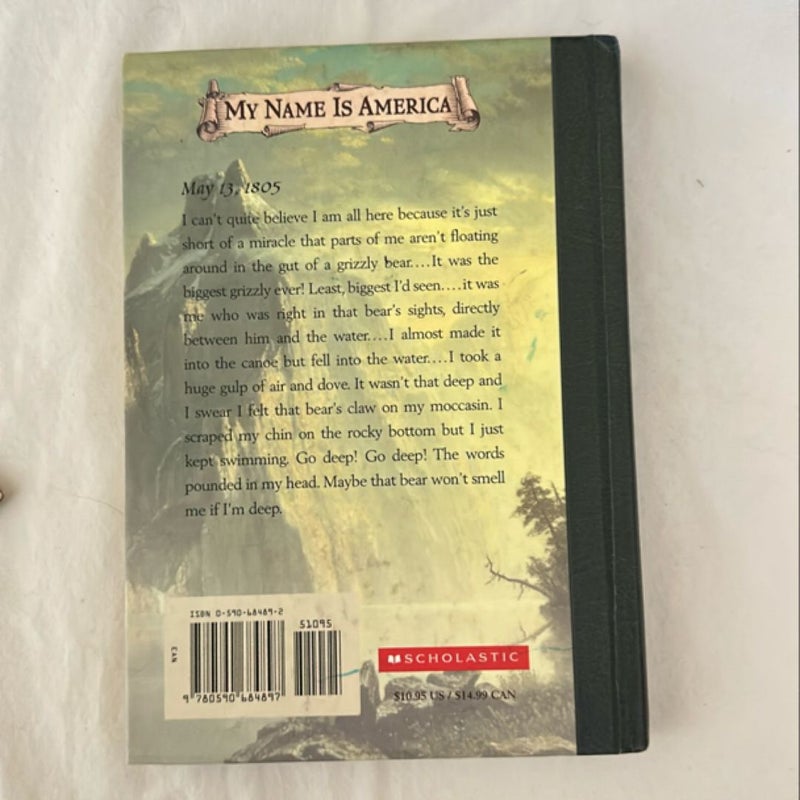 MY NAME IS AMERICA
May 13, 1805
I can't quite believe I am all here because it's just
short of a miracle that parts of me aren't floating
around in the gut of a grizzly bear....It was the
biggest grizzly ever! Least, biggest I'd seen....it was
me who was right in that bear's sights, directly
between him and the water....I almost made it
into the canoe but fell into the water....I took a
huge gulp of air and dove. It wasn't that deep and
I swear I felt that bear's claw on my moccasin. I
scraped my chin on the rocky bottom but I just
kept swimming. Go deep! Go deep! The words
pounded in my head. Maybe that bear won't smell
me if I'm deep.
ISBN 0-590-68489-2
51095
EAN
9 780590 684897
SCHOLASTIC
$10.95 US / $14.99 CAN